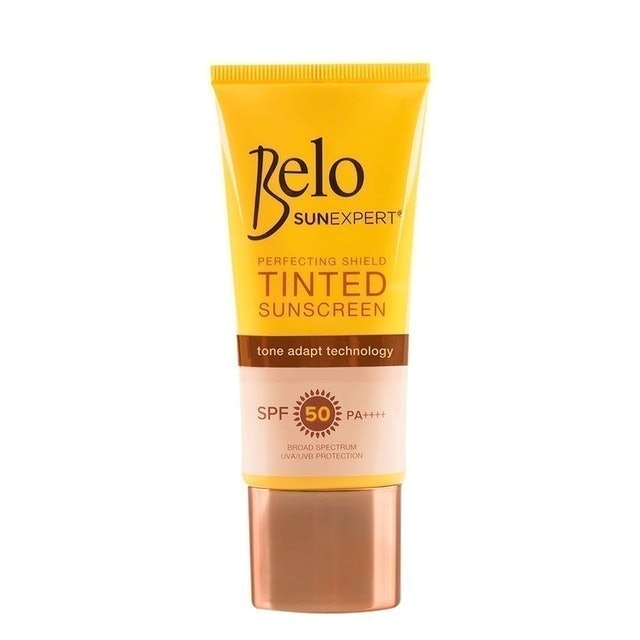 Belo
SUNEXPERT®
PERFECTING SHIELD
TINTED
SUNSCREEN
tone adapt technology
SPF 50 PA++++
BROAD SPECTRUM
UVA/UVB PROTECTION